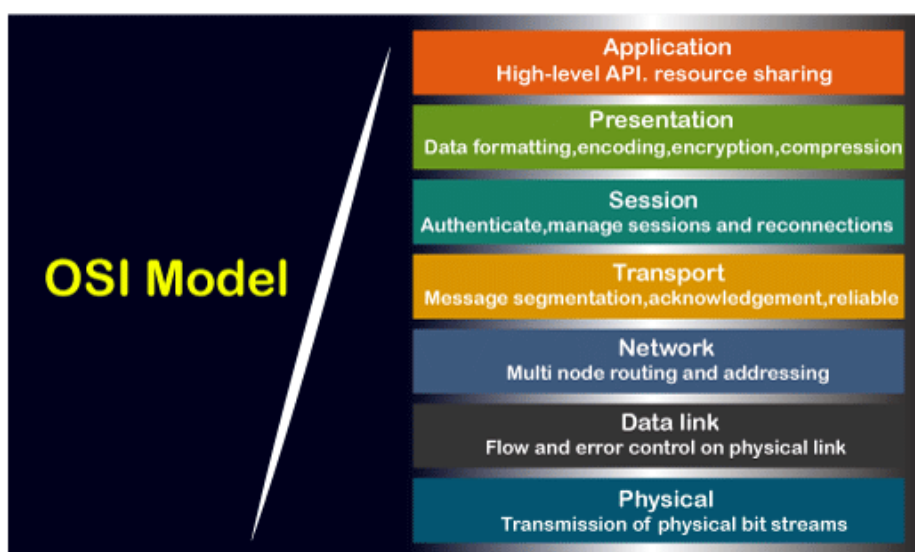 OSI Model
Application
High-level API. resource sharing
Presentation
Data formatting,encoding,encryption,compression
Session
Authenticate,manage sessions and reconnections
Transport
Message segmentation,acknowledgement,reliable
Network
Multi node routing and addressing
Data link
Flow and error control on physical link
Physical
Transmission of physical bit streams